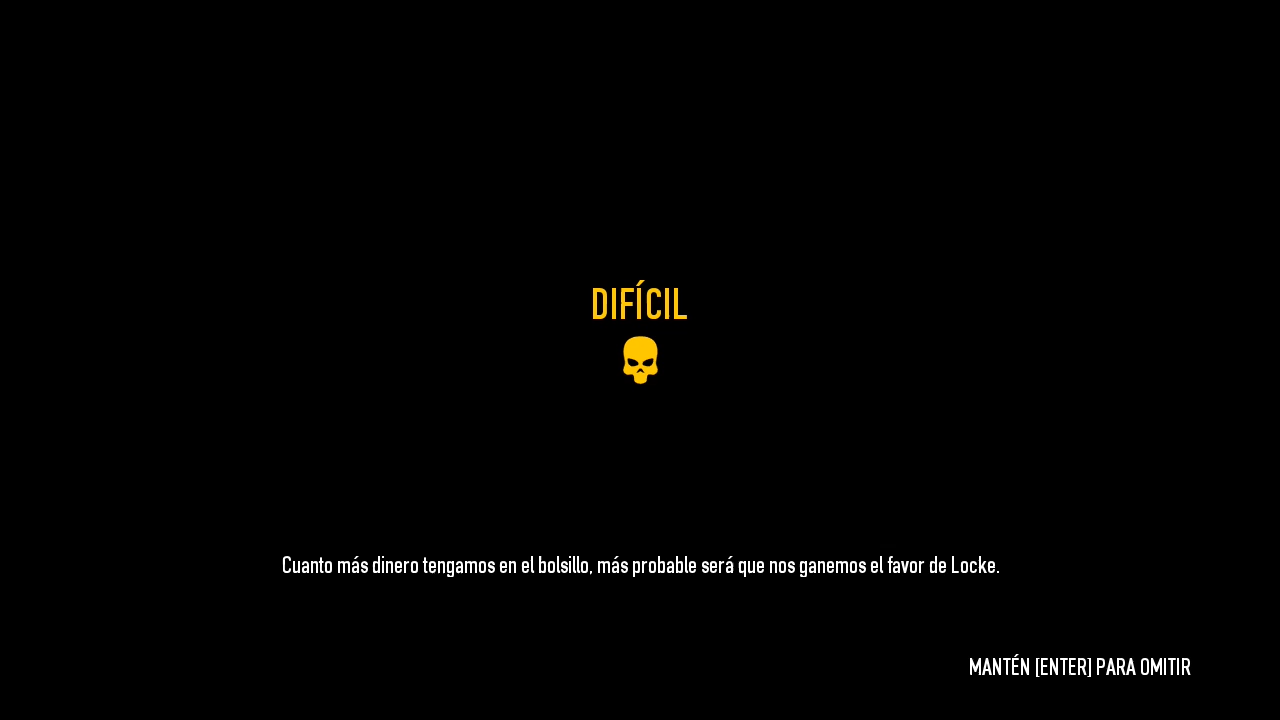 DIFÍCIL
Cuanto más dinero tengamos en el bolsillo, más probable será que nos ganemos el favor de Locke.
MANTÉN [ENTER] PARA OMITIR